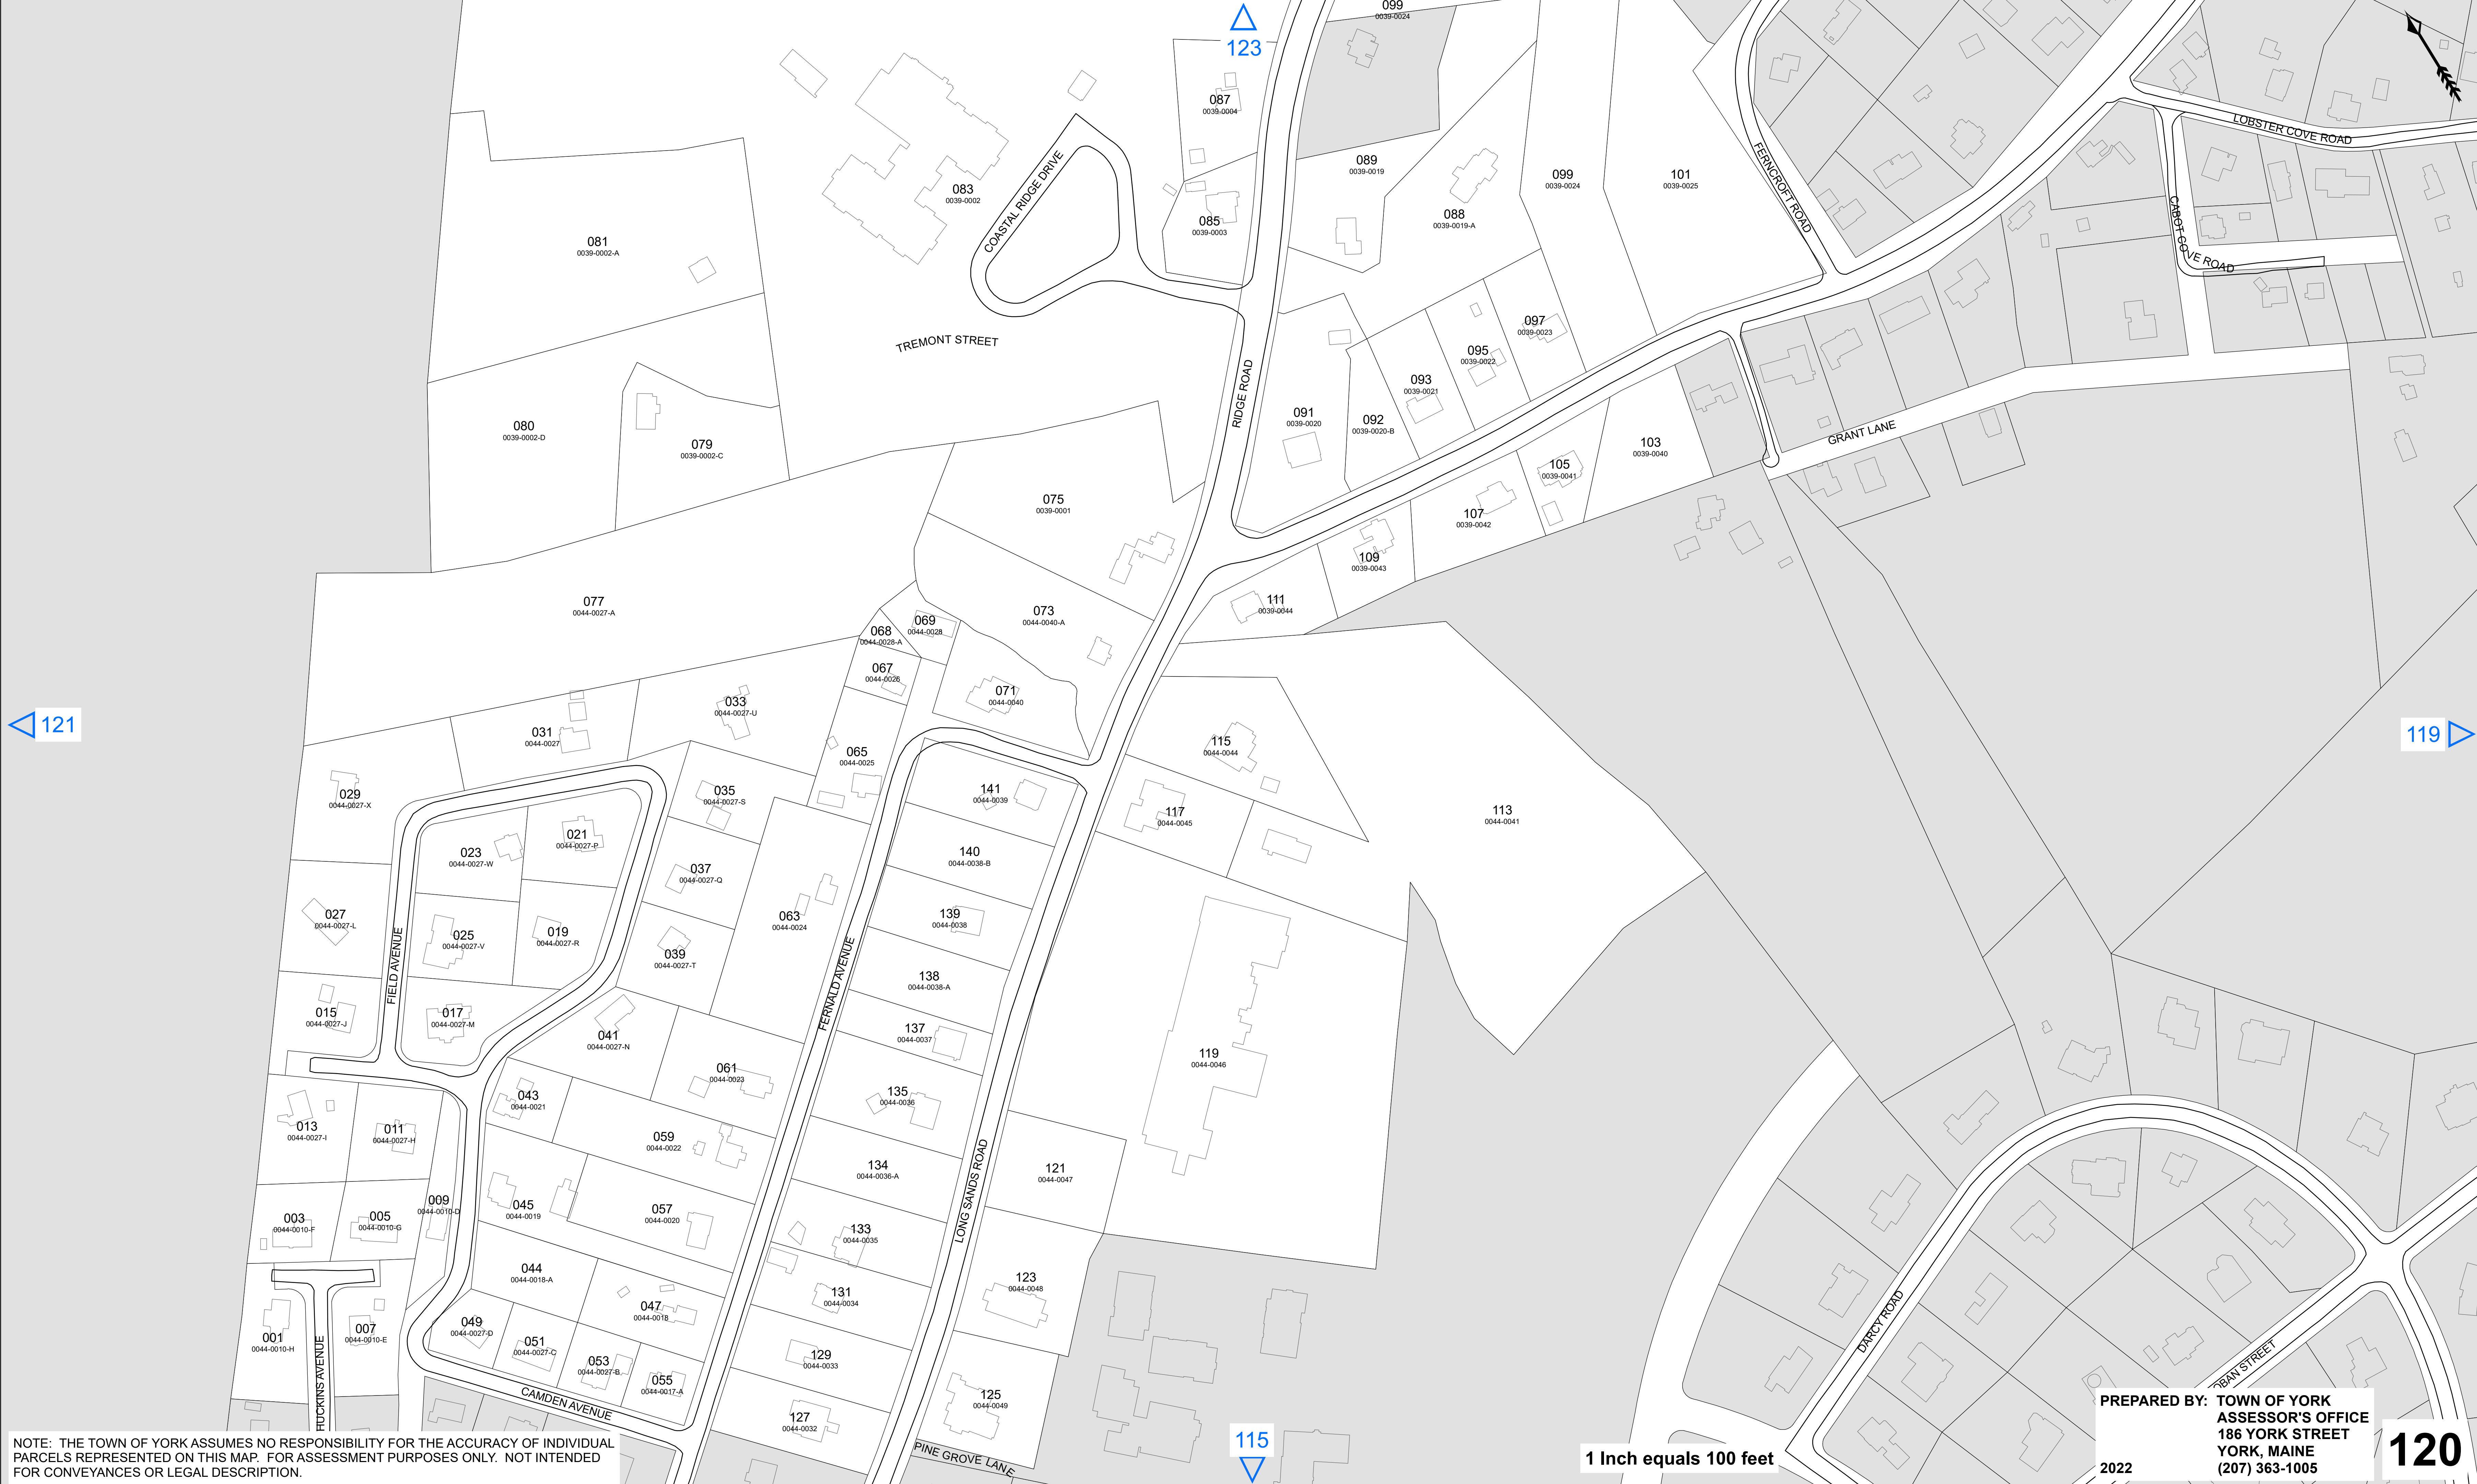 099
0039-0024
123
087
0039-0004
LOBSTER COVE ROAD
089
0039-0019
099
0039-0024
101
0039-0025
FERNCROFT ROAD
083
0039-0002
COASTAL RIDGE DRIVE
085
0039-0003
088
0039-0019-A
CABOT COVE ROAD
081
0039-0002-A
TREMONT STREET
097
0039-0023
095
0039-0022
093
0039-0021
RIDGE ROAD
091
0039-0020
092
0039-0020-B
080
0039-0002-D
079
0039-0002-C
103
0039-0040
GRANT LANE
105
0039-0041
075
0039-0001
107
0039-0042
109
0039-0043
077
0044-0027-A
111
0039-0044
073
0044-0040-A
069
0044-0028
068
0044-0028-A
067
0044-0026
071
0044-0040
033
0044-0027-U
121
031
0044-0027
065
0044-0025
115
0044-0044
119
029
0044-0027-X
035
0044-0027-S
141
0044-0039
117
0044-0045
113
0044-0041
023
0044-0027-W
021
0044-0027-P
037
0044-0027-Q
140
0044-0038-B
027
0044-0027-L
025
0044-0027-V
019
0044-0027-R
063
0044-0024
139
0044-0038
FIELD AVENUE
039
0044-0027-T
FERNALD AVENUE
138
0044-0038-A
015
0044-0027-J
017
0044-0027-M
041
0044-0027-N
137
0044-0037
119
0044-0046
061
0044-0023
043
0044-0021
135
0044-0036
013
0044-0027-I
011
0044-0027-H
059
0044-0022
134
0044-0036-A
LONG SANDS ROAD
121
0044-0047
009
0044-0010-D
003
0044-0010-F
005
0044-0010-G
045
0044-0019
057
0044-0020
133
0044-0035
044
0044-0018-A
123
0044-0048
131
0044-0034
047
0044-0018
001
0044-0010-H
007
0044-0010-E
049
0044-0027-D
051
0044-0027-C
053
0044-0027-B
055
0044-0017-A
129
0044-0033
DARCY ROAD
HUCKINS AVENUE
CAMDEN AVENUE
127
0044-0032
125
0044-0049
PINE GROVE LANE
115
OBAN STREET
NOTE: THE TOWN OF YORK ASSUMES NO RESPONSIBILITY FOR THE ACCURACY OF INDIVIDUAL
PARCELS REPRESENTED ON THIS MAP. FOR ASSESSMENT PURPOSES ONLY. NOT INTENDED
FOR CONVEYANCES OR LEGAL DESCRIPTION.
1 Inch equals 100 feet
PREPARED BY: TOWN OF YORK
ASSESSOR'S OFFICE
186 YORK STREET
YORK, MAINE
2022 (207) 363-1005
120